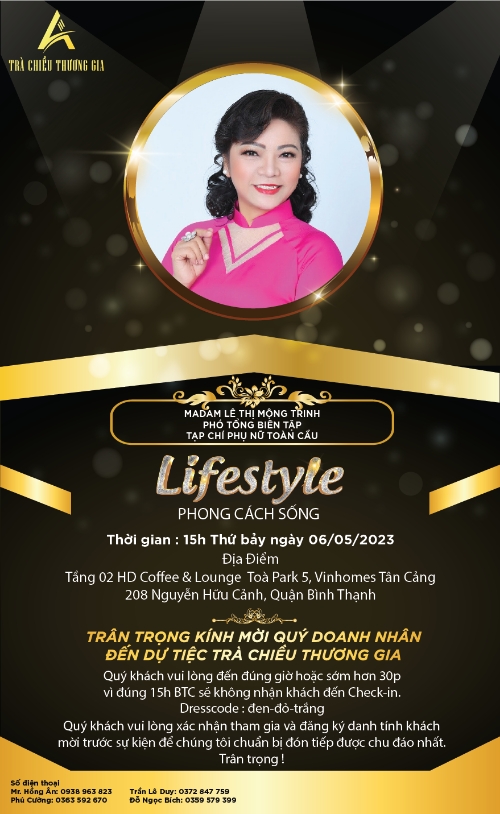 TRÀ CHIỀU THƯƠNG GIA
MADAM LÊ THỊ MỘNG TRINH
PHÓ TỔNG BIÊN TẬP
TẠP CHÍ PHỤ NỮ TOÀN CẦU
Lifestyle
PHONG CÁCH SỐNG
Thời gian : 15h Thứ bảy ngày 06/05/2023
Địa Điểm
Tầng 02 HD Coffee & Lounge Toà Park 5, Vinhomes Tân Cảng
208 Nguyễn Hữu Cảnh, Quận Bình Thạnh
TRÂN TRỌNG KÍNH MỜI QUÝ DOANH NHÂN
ĐẾN DỰ TIỆC TRÀ CHIỀU THƯƠNG GIA
Quý khách vui lòng đến đúng giờ hoặc sớm hơn 30p
vì đúng 15h BTC sẽ không nhận khách đến Check-in.
Dresscode : đen-đỏ-trắng
Quý khách vui lòng xác nhận tham gia và đăng ký danh tính khách
mời trước sự kiện để chúng tôi chuẩn bị đón tiếp được chu đáo nhất.
Trân trọng !
Số điện thoại
Mr. Hồng Ân: 0938 963 823 Trần Lê Duy: 0372 847 759
Phú Cường: 0363 592 670 Đỗ Ngọc Bích: 0359 579 399